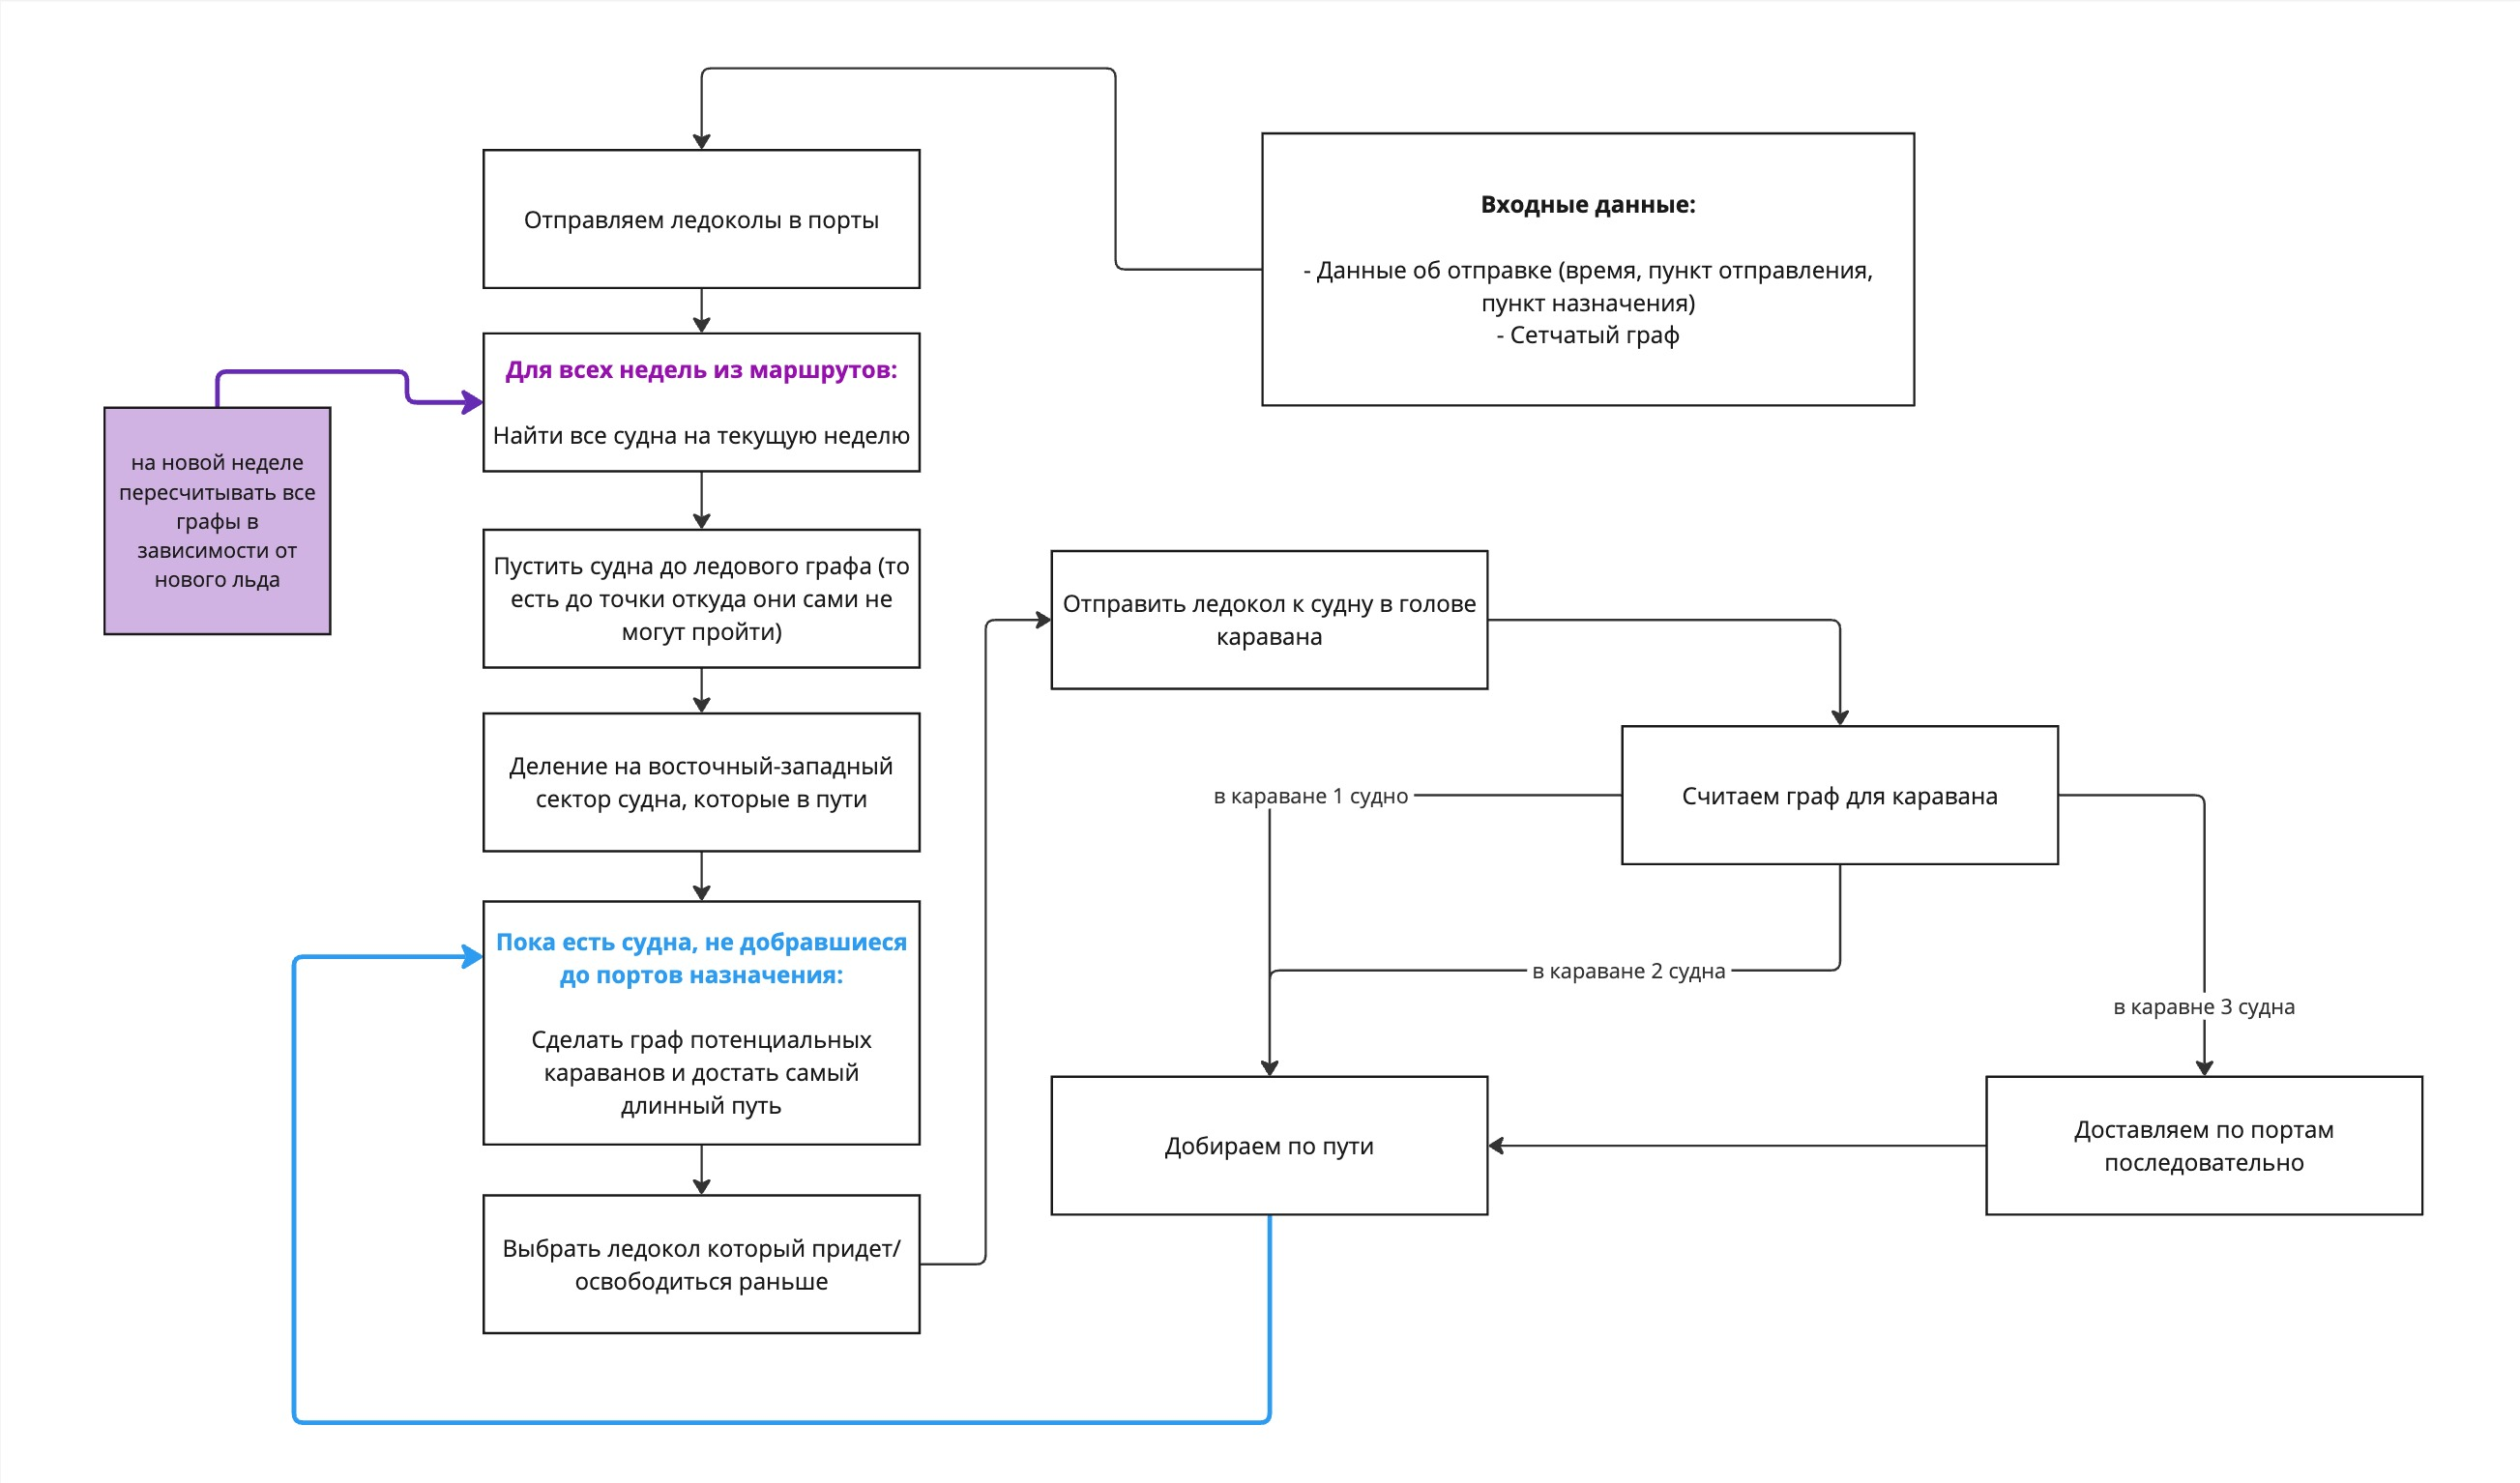 Входные данные:
- Данные об отправке (время, пункт отправления,
пункт назначения)
- Сетчатый граф
Отправляем ледоколы в порты
Для всех недель из маршрутов:
Найти все судна на текущую неделю
на новой неделе
пересчитывать все
графы в
зависимости от
нового льда
Пустить судна до ледового графа (то
есть до точки откуда они сами не
могут пройти)
Деление на восточный-западный
сектор судна, которые в пути
Пока есть судна, не добравшиеся
до портов назначения:
Сделать граф потенциальных
караванов и достать самый
длинный путь
Выбрать ледокол который придет/
освободиться раньше
Отправить ледокол к судну в голове
каравана
Считаем граф для каравана
в караване 1 судно
в караване 2 судна
в каравне 3 судна
Доставляем по портам
последовательно
Добираем по пути